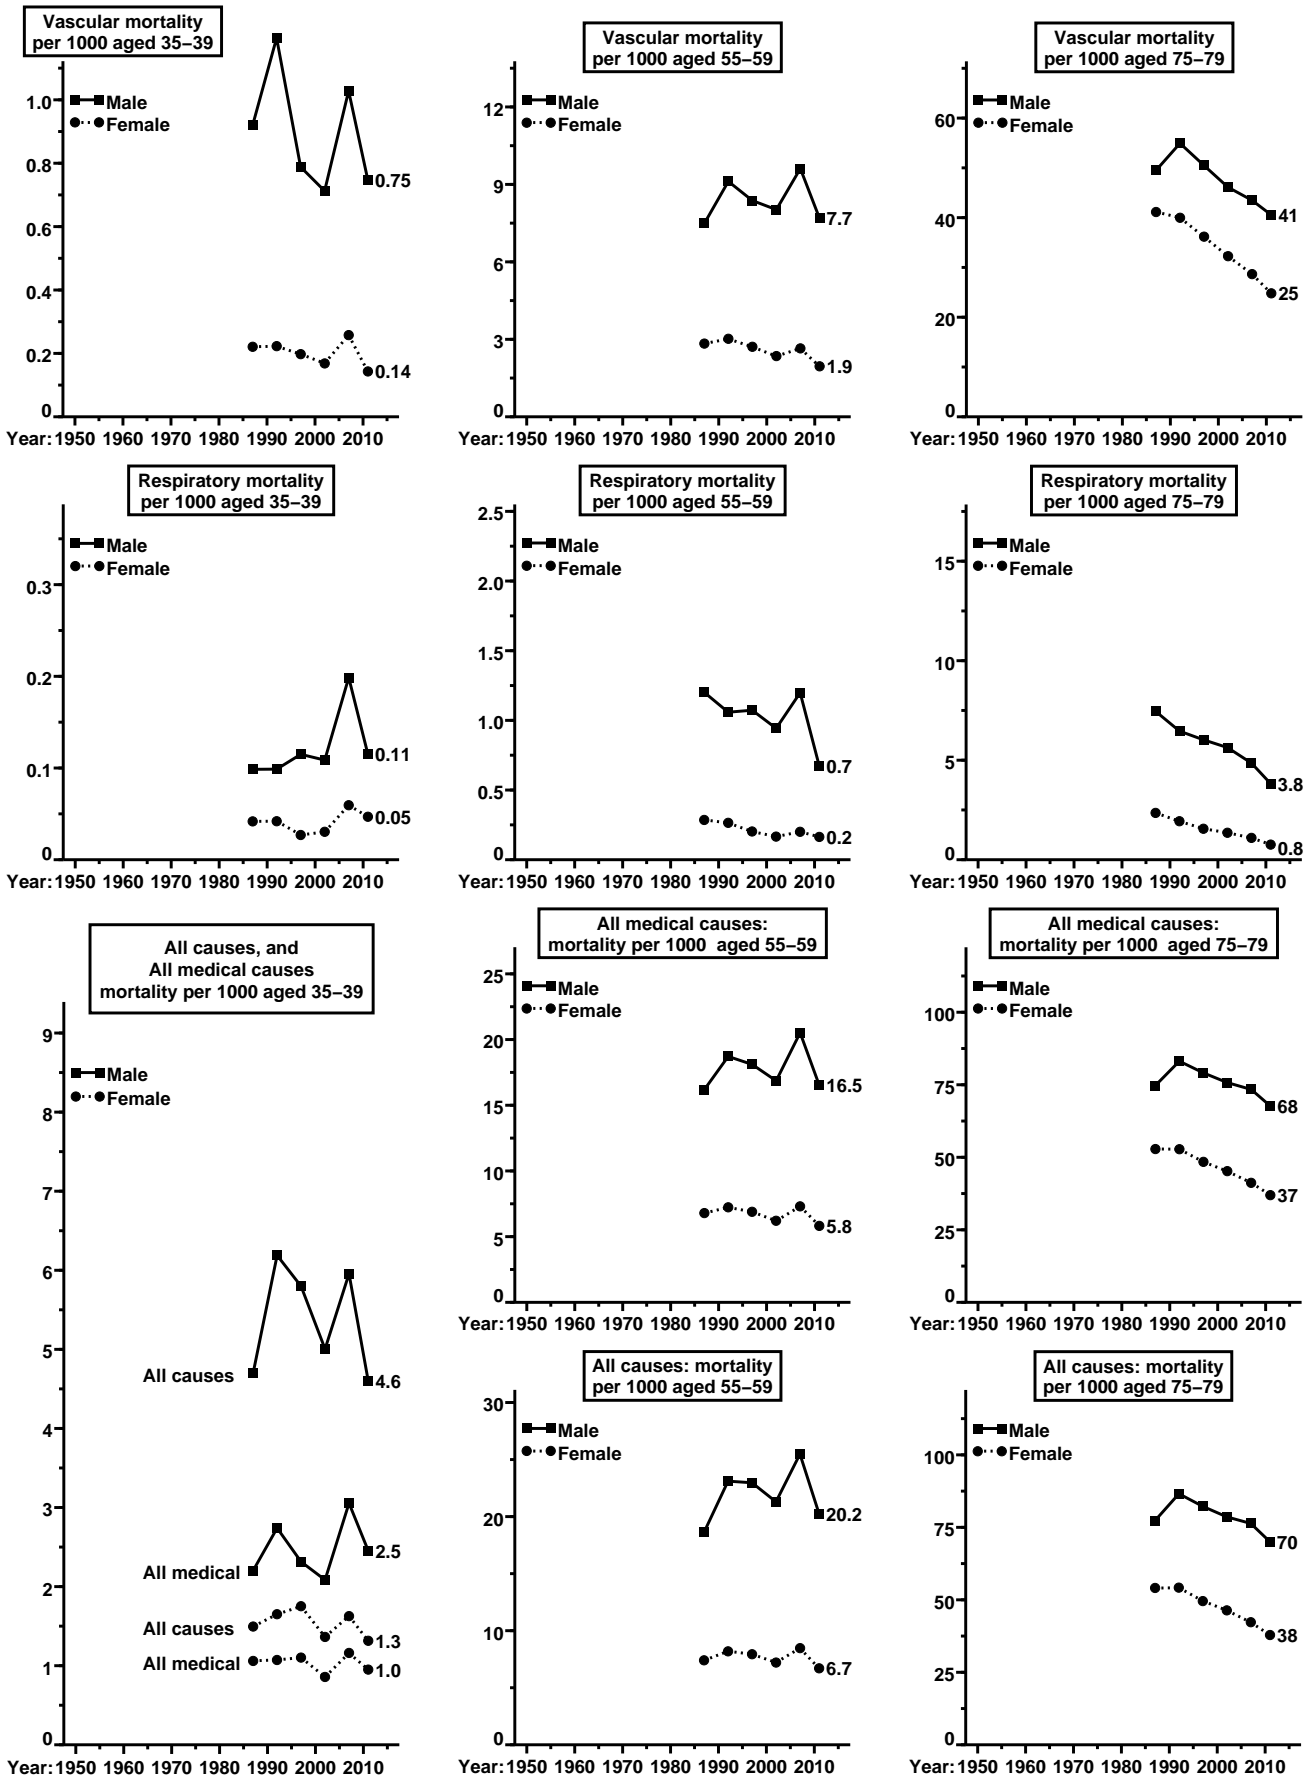 Vascular mortality
per 1000 aged 35–39
1.0
0.8
0.6
0.4
0.2
0
Male
Female
0.75
0.14
Year: 1950 1960 1970 1980 1990 2000 2010
Vascular mortality
per 1000 aged 55–59
12
9
6
3
0
Male
Female
7.7
1.9
Year: 1950 1960 1970 1980 1990 2000 2010
Vascular mortality
per 1000 aged 75–79
60
40
20
0
Male
Female
41
25
Year: 1950 1960 1970 1980 1990 2000 2010
Respiratory mortality
per 1000 aged 35–39
0.3
0.2
0.1
0
Male
Female
0.11
0.05
Year: 1950 1960 1970 1980 1990 2000 2010
Respiratory mortality
per 1000 aged 55–59
2.5
2.0
1.5
1.0
0.5
0
Male
Female
0.7
0.2
Year: 1950 1960 1970 1980 1990 2000 2010
Respiratory mortality
per 1000 aged 75–79
15
10
5
0
Male
Female
3.8
0.8
Year: 1950 1960 1970 1980 1990 2000 2010
All causes, and
All medical causes
mortality per 1000 aged 35–39
9
8
7
6
5
4
3
2
1
0
Male
Female
All causes
4.6
All medical
2.5
All causes
1.3
All medical
1.0
Year: 1950 1960 1970 1980 1990 2000 2010
All medical causes:
mortality per 1000 aged 55–59
25
20
15
10
5
0
Male
Female
16.5
5.8
Year: 1950 1960 1970 1980 1990 2000 2010
All medical causes:
mortality per 1000 aged 75–79
100
75
50
25
0
Male
Female
68
37
Year: 1950 1960 1970 1980 1990 2000 2010
All causes: mortality
per 1000 aged 55–59
30
20
10
0
Male
Female
20.2
6.7
Year: 1950 1960 1970 1980 1990 2000 2010
All causes: mortality
per 1000 aged 75–79
100
75
50
25
0
Male
Female
70
38
Year: 1950 1960 1970 1980 1990 2000 2010